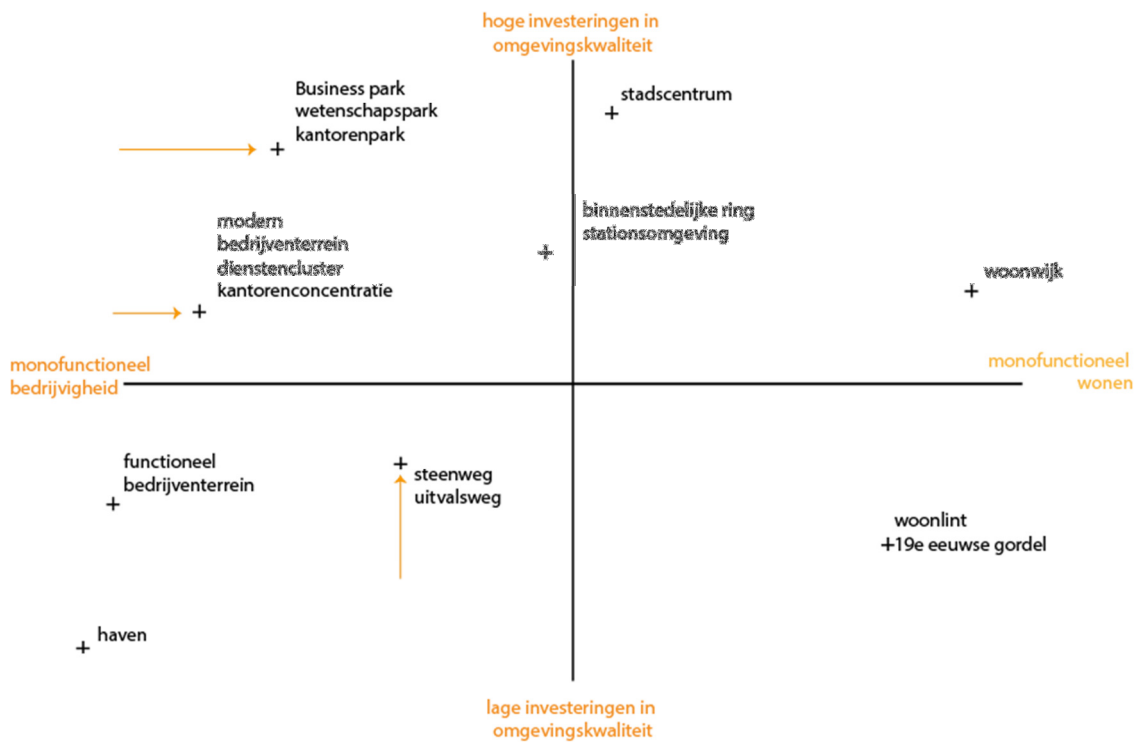 hoge investeringen in
omgevingskwaliteit
Business park
wetenschapspark
kantorenpark
stadscentrum
modern
bedrijventerrein
dienstencluster
kantorenconcentratie
binnenstedelijke ring
stationsomgeving
woonwijk
monofunctioneel
bedrijvigheid
monofunctioneel
wonen
functioneel
bedrijventerrein
steenweg
uitvalsweg
woonlint
19e eeuwse gordel
haven
lage investeringen in
omgevingskwaliteit